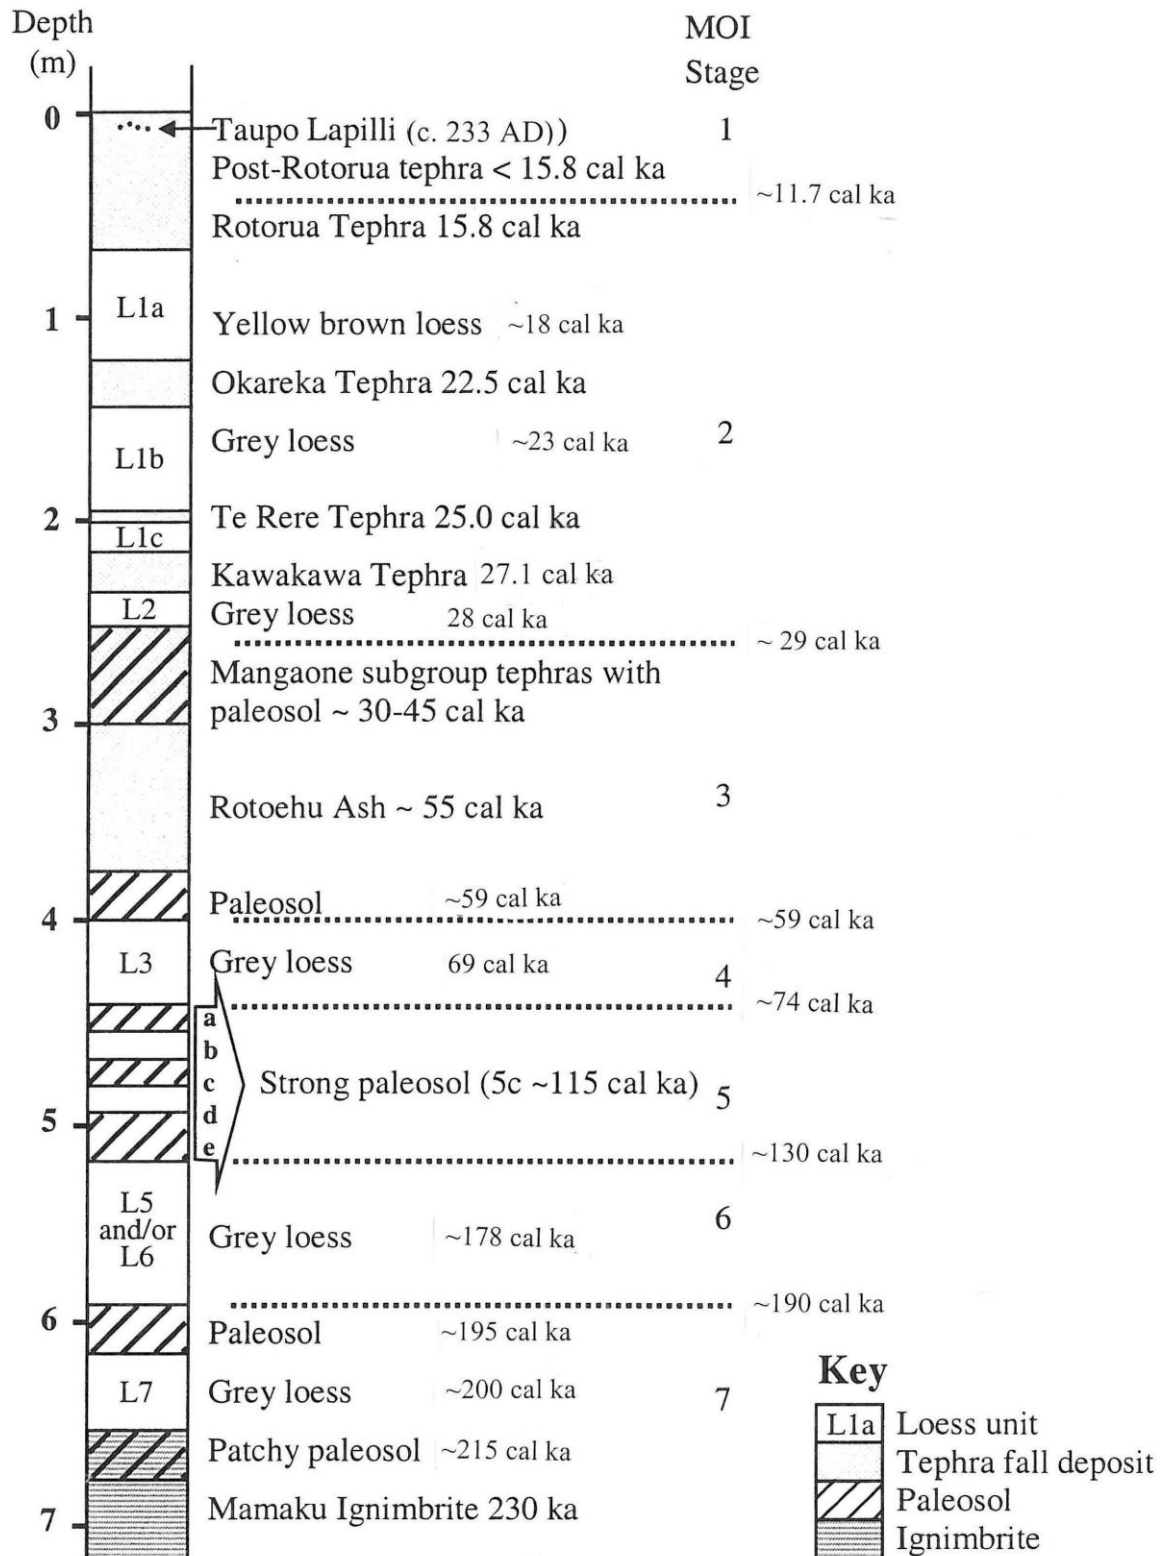 Depth
(m)
MOI
Stage
0
Taupo Lapilli (c. 233 AD))
1
Post-Rotorua tephra < 15.8 cal ka
~11.7 cal ka
Rotorua Tephra 15.8 cal ka
1
L1a
Yellow brown loess ~18 cal ka
Okareka Tephra 22.5 cal ka
L1b
Grey loess ~23 cal ka
2
2
Te Rere Tephra 25.0 cal ka
L1c
Kawakawa Tephra 27.1 cal ka
L2
Grey loess 28 cal ka
~ 29 cal ka
Mangaone subgroup tephras with
paleosol ~ 30-45 cal ka
3
Rotoehu Ash ~ 55 cal ka
3
Paleosol ~59 cal ka
4
~59 cal ka
L3
Grey loess 69 cal ka
4
~74 cal ka
a
b
c
d
e
Strong paleosol (5c ~115 cal ka)
5
5
~130 cal ka
L5
and/or
L6
Grey loess ~178 cal ka
6
~190 cal ka
6
Paleosol ~195 cal ka
L7
Grey loess ~200 cal ka
7
Patchy paleosol ~215 cal ka
Mamaku Ignimbrite 230 ka
7
Key
L1a Loess unit
Tephra fall deposit
Paleosol
Ignimbrite